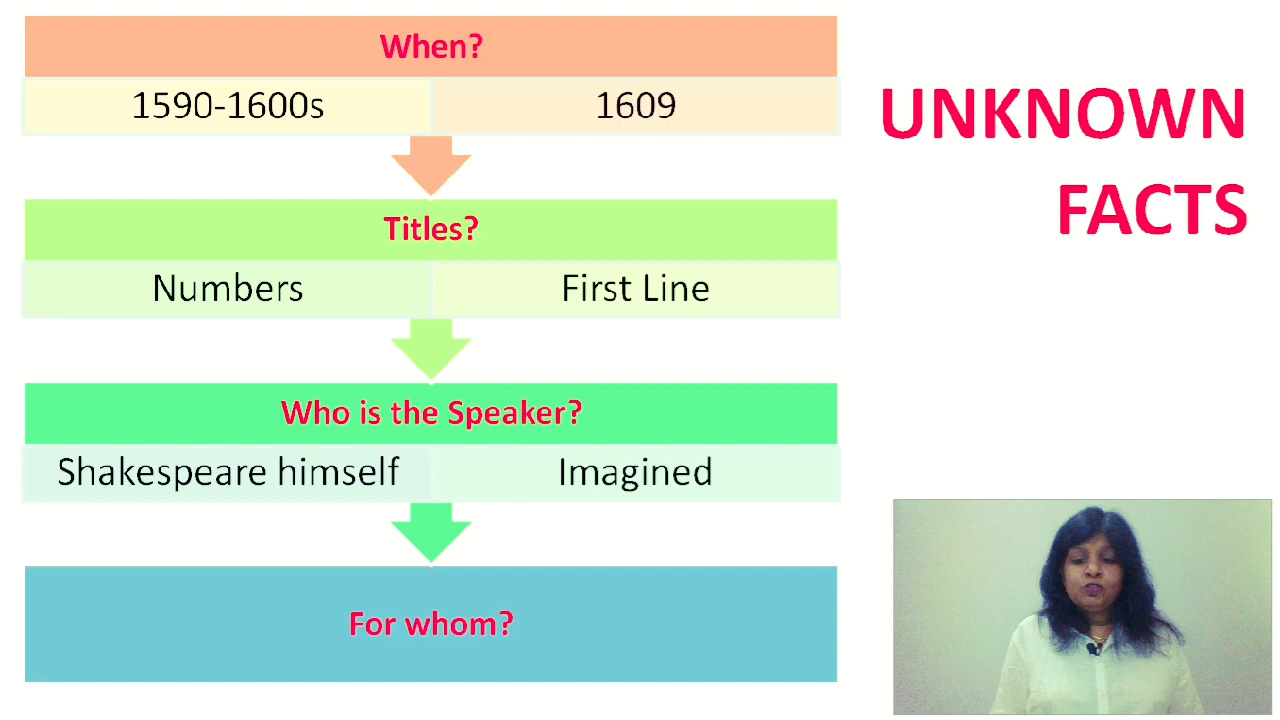 When?
1590-1600s
1609
Titles?
Numbers
First Line
Who is the Speaker?
Shakespeare himself
Imagined
For whom?
UNKNOWN
FACTS